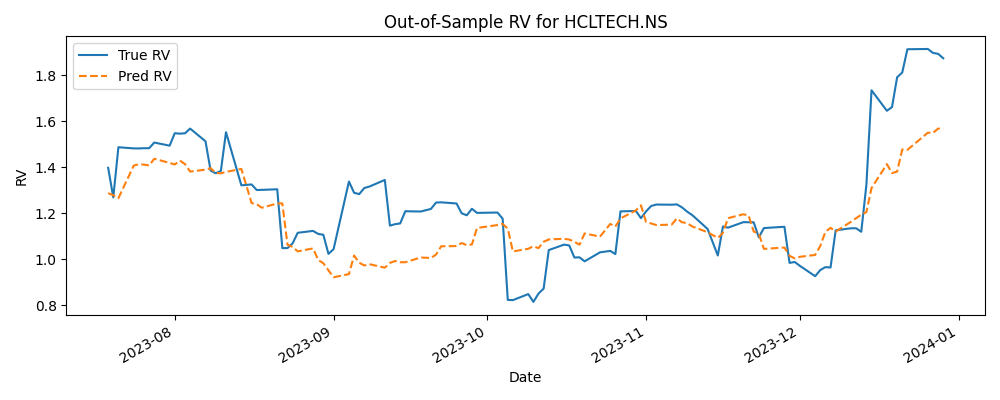 Out-of-Sample RV for HCLTECH.NS
True RV
Pred RV
RV
1.8
1.6
1.4
1.2
1.0
0.8
2023-08
2023-09
2023-10
2023-11
2023-12
2024-01
Date